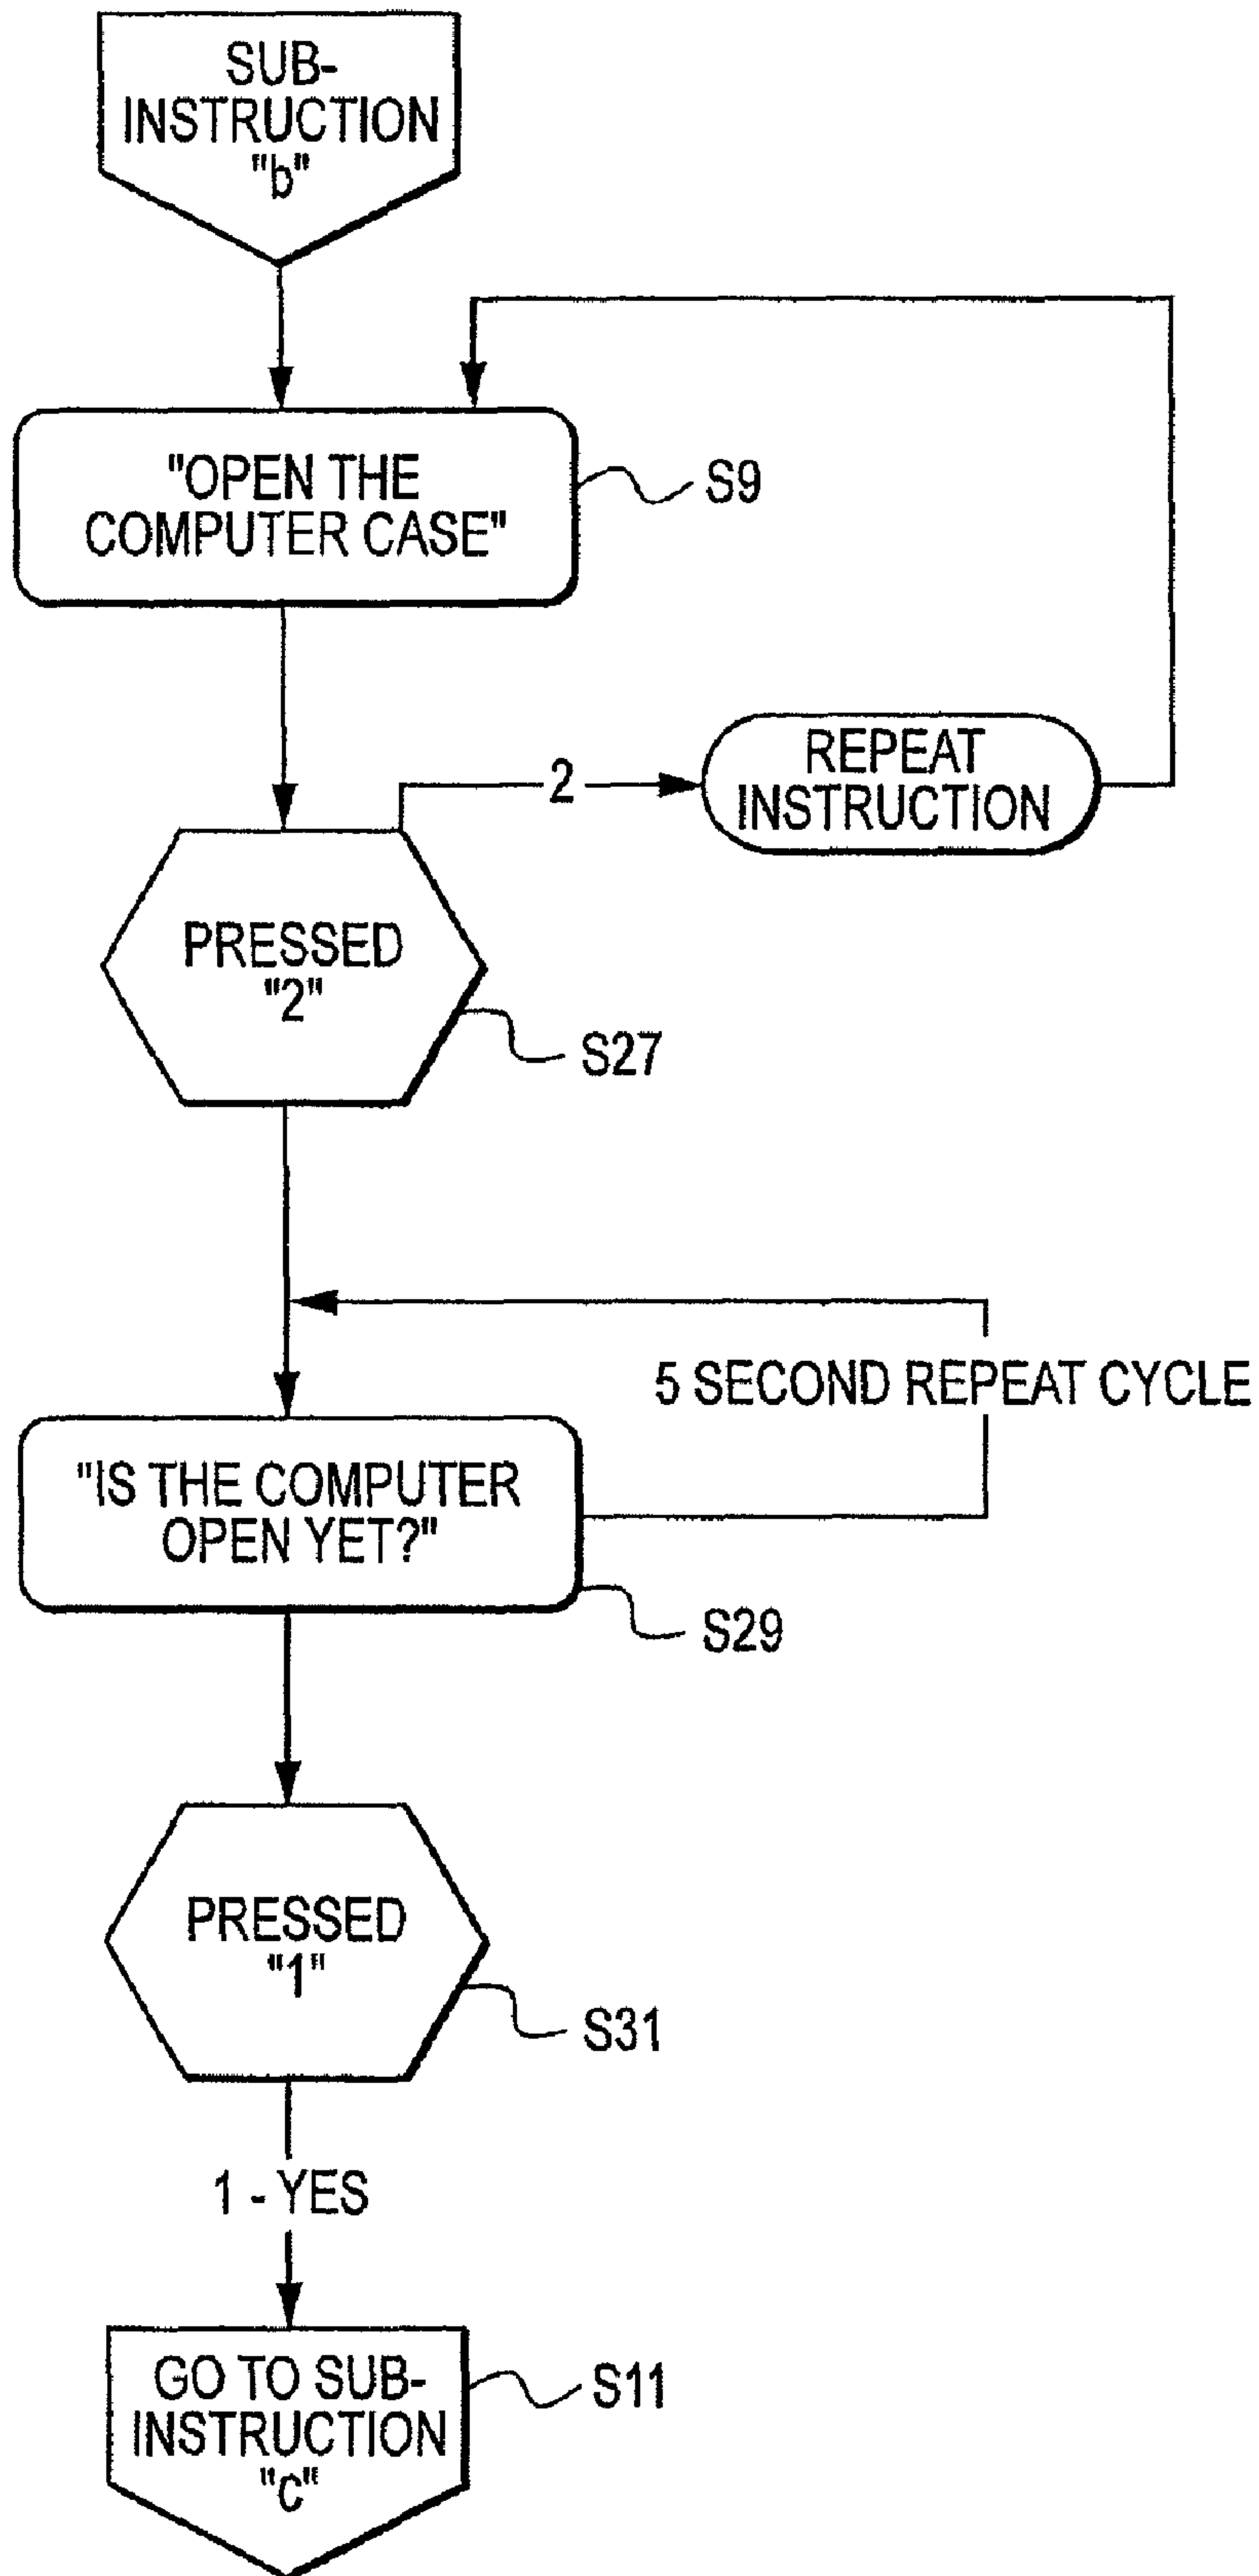 SUB-
INSTRUCTION
"b"
"OPEN THE
COMPUTER CASE"
S9
2
REPEAT
INSTRUCTION
PRESSED
"2"
S27
5 SECOND REPEAT CYCLE
"IS THE COMPUTER
OPEN YET?"
S29
PRESSED
"1"
S31
1 - YES
GO TO SUB-
INSTRUCTION
"c"
S11